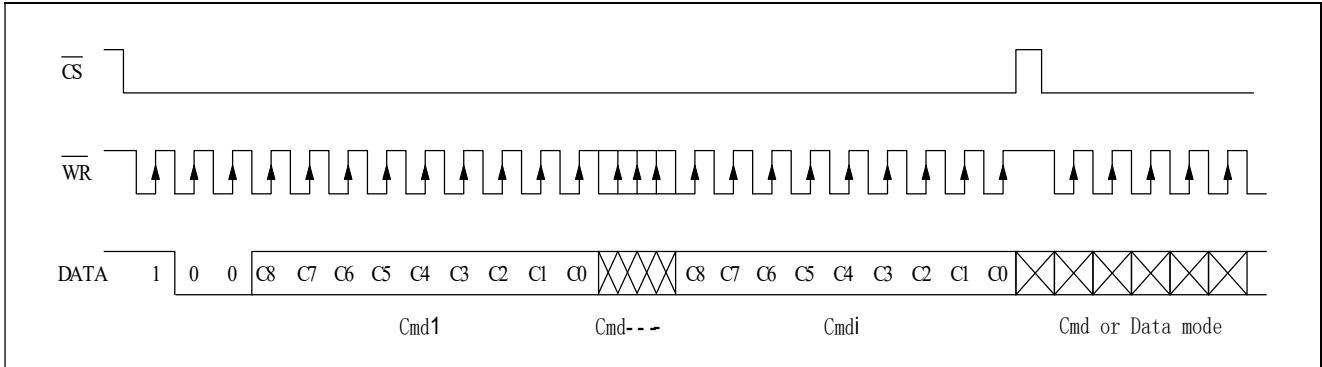 CS
WR
DATA 1 0 0 C8 C7 C6 C5 C4 C3 C2 C1 C0 C8 C7 C6 C5 C4 C3 C2 C1 C0
Cmd1 Cmd---- Cmdi Cmd or Data mode